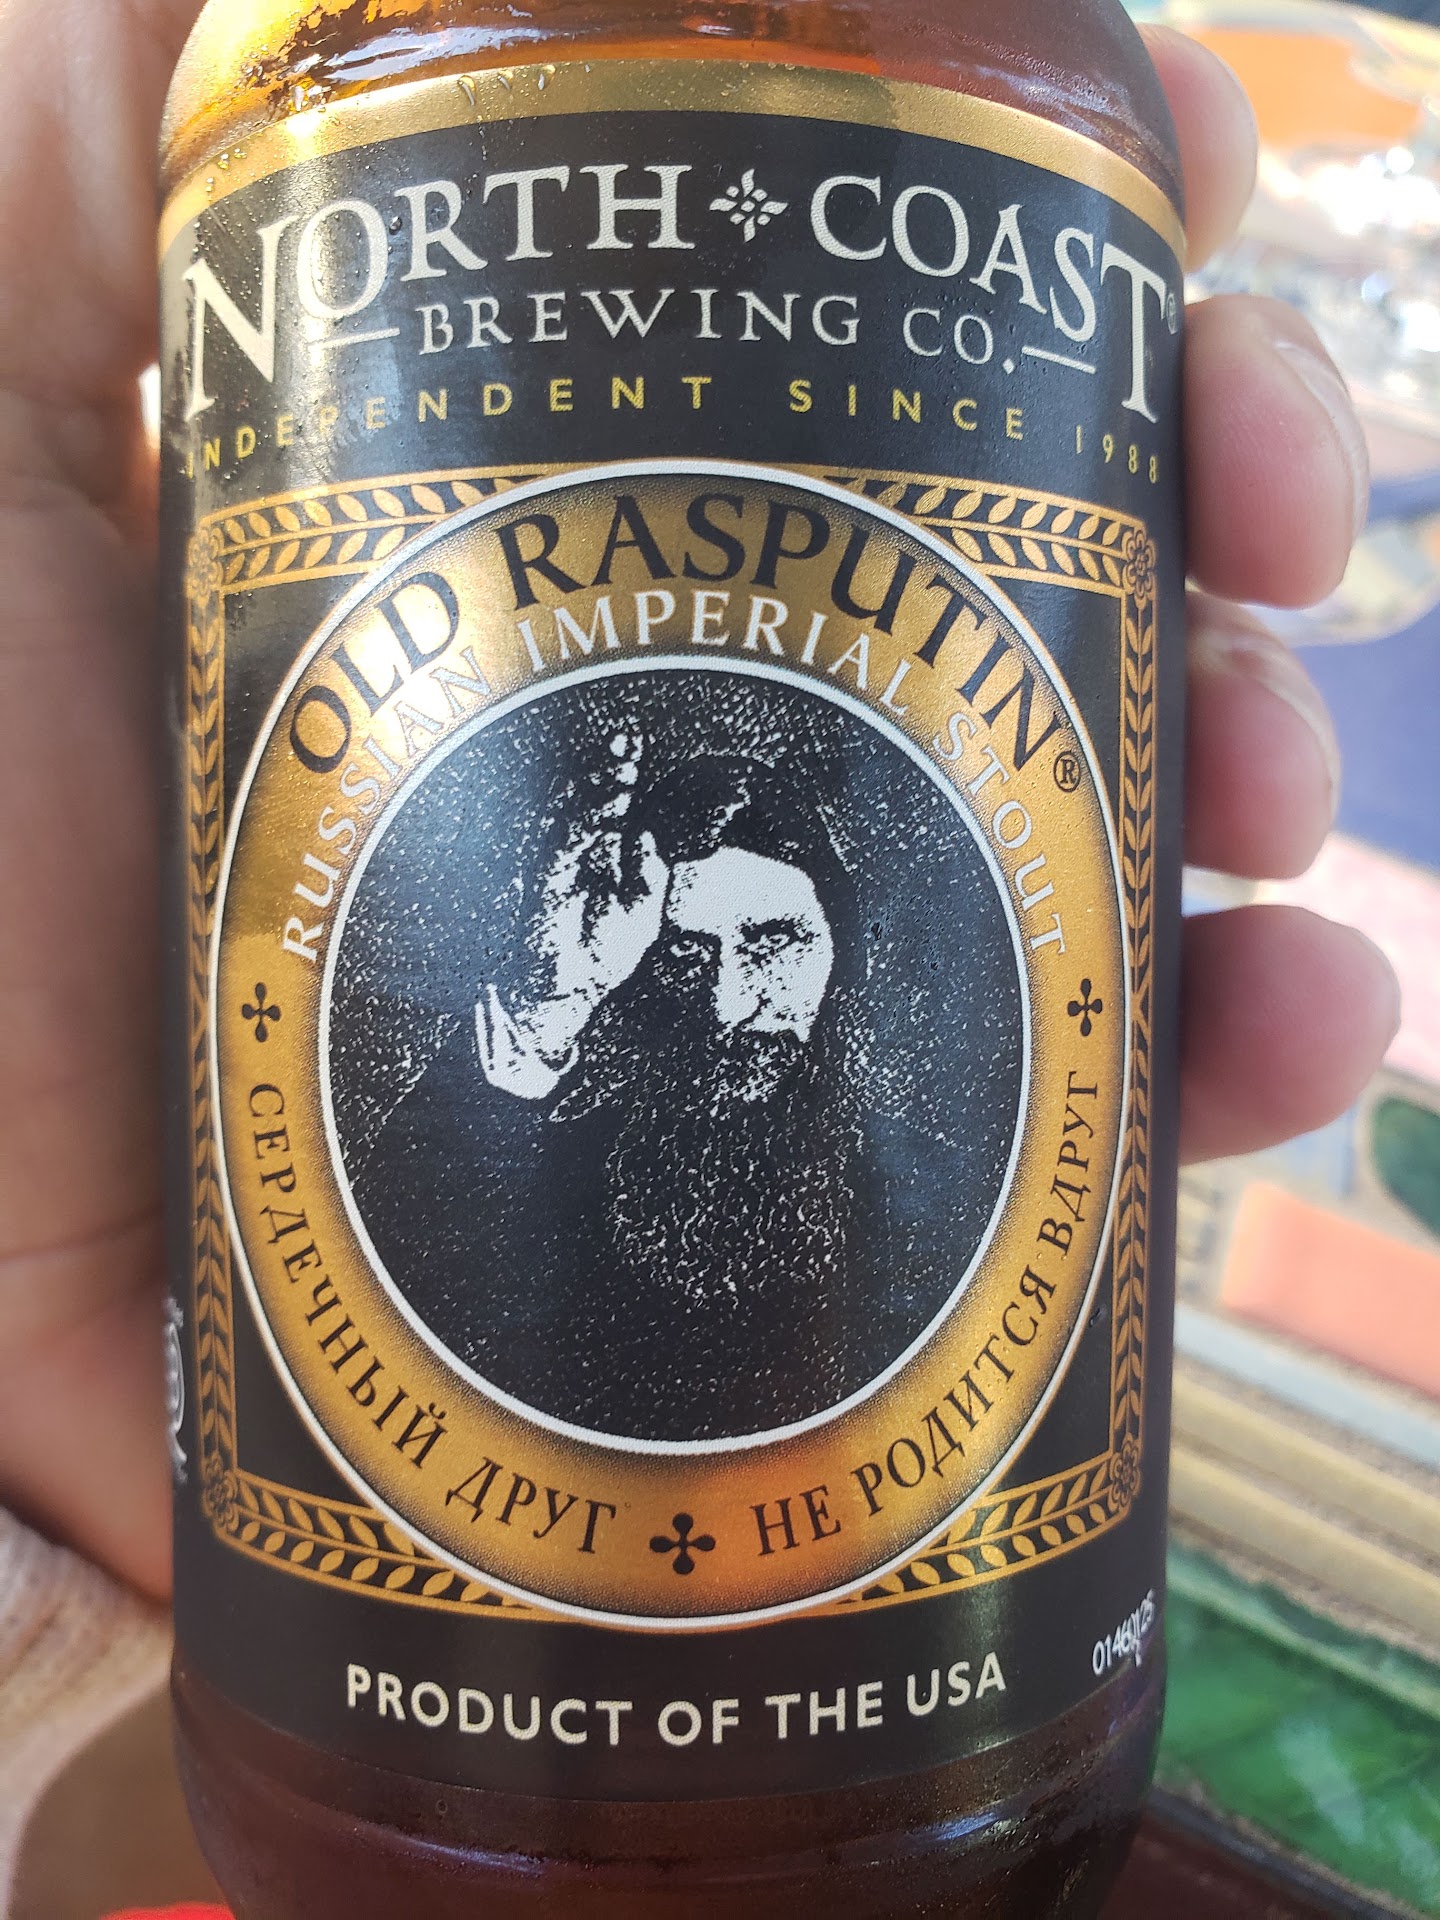 NORTH COAST®
BREWING CO.
INDEPENDENT SINCE 1988
OLD RASPUTIN®
RUSSIAN IMPERIAL STOUT
СЕРДЕЧНЫЙ ДРУГ
НЕ РОДИТСЯ ВДРУГ
PRODUCT OF THE USA